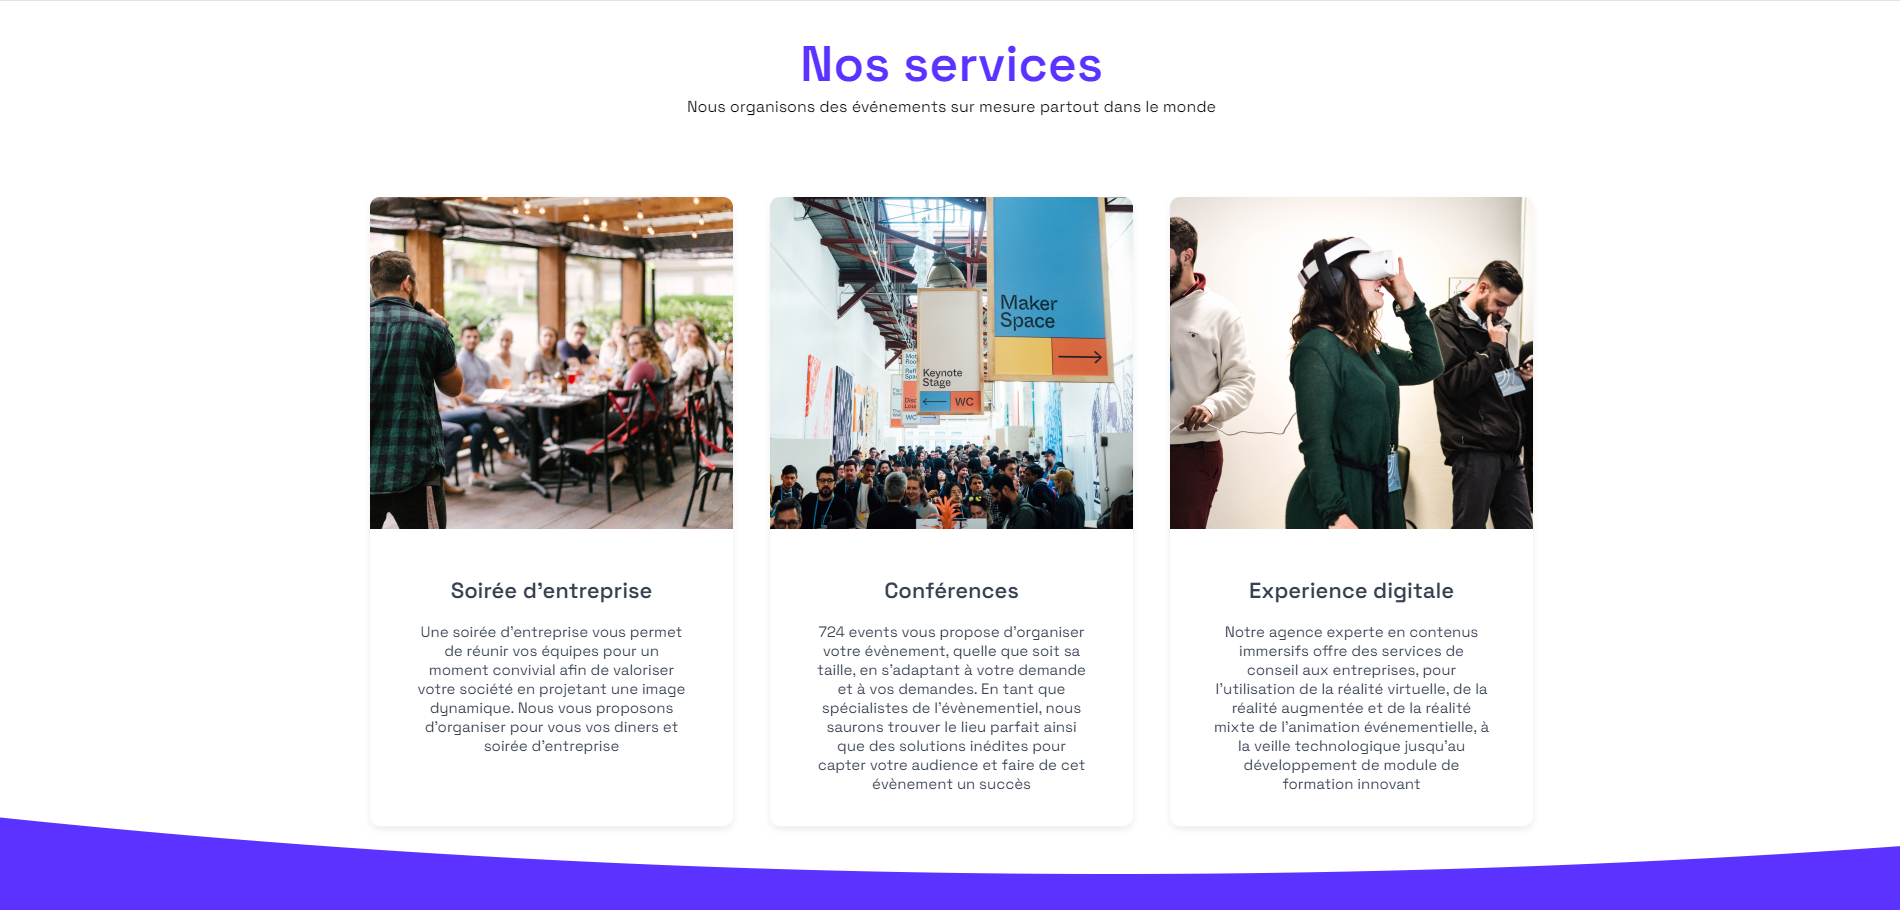 Nos services
Nous organisons des événements sur mesure partout dans le monde
Maker
Space
Keynote
Stage
WC
WC
Soirée d'entreprise
Une soirée d'entreprise vous permet
de réunir vos équipes pour un
moment convivial afin de valoriser
votre société en projetant une image
dynamique. Nous vous proposons
d'organiser pour vous vos diners et
soirée d'entreprise
Conférences
724 events vous propose d'organiser
votre évènement, quelle que soit sa
taille, en s'adaptant à votre demande
et à vos demandes. En tant que
spécialistes de l'évènementiel, nous
saurons trouver le lieu parfait ainsi
que des solutions inédites pour
capter votre audience et faire de cet
évènement un succès
Experience digitale
Notre agence experte en contenus
immersifs offre des services de
conseil aux entreprises, pour
l'utilisation de la réalité virtuelle, de la
réalité augmentée et de la réalité
mixte de l'animation événementielle, à
la veille technologique jusqu'au
développement de module de
formation innovant